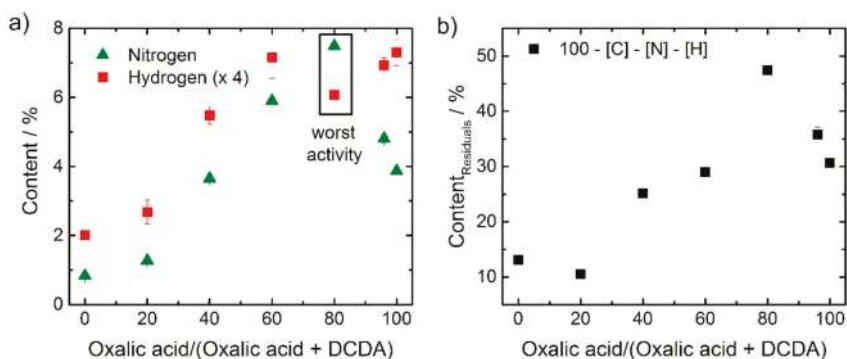 a)
8
6
4
2
0
Content / %
Nitrogen
Hydrogen (x 4)
worst
activity
0 20 40 60 80 100
Oxalic acid/(Oxalic acid + DCDA)
b)
50
40
30
20
10
Content Residuals / %
100 - [C] - [N] - [H]
0 20 40 60 80 100
Oxalic acid/(Oxalic acid + DCDA)